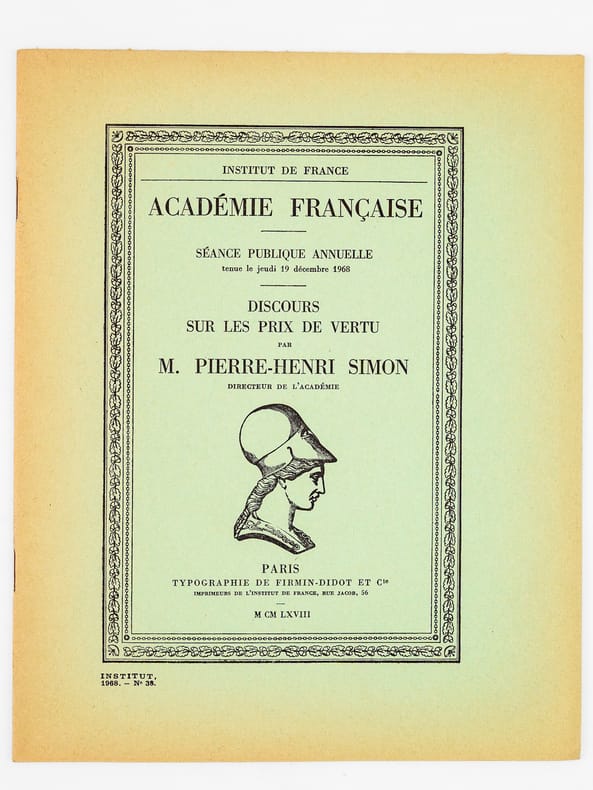 INSTITUT DE FRANCE
ACADÉMIE FRANÇAISE
SÉANCE PUBLIQUE ANNUELLE
tenue le jeudi 19 décembre 1968
DISCOURS
SUR LES PRIX DE VERTU
PAR
M. PIERRE-HENRI SIMON
DIRECTEUR DE L'ACADÉMIE
PARIS
TYPOGRAPHIE DE FIRMIN-DIDOT ET Cie
IMPRIMEURS DE L'INSTITUT DE FRANCE, RUE JACOB, 56
M CM LXVIII
INSTITUT.
1968. — N° 38.